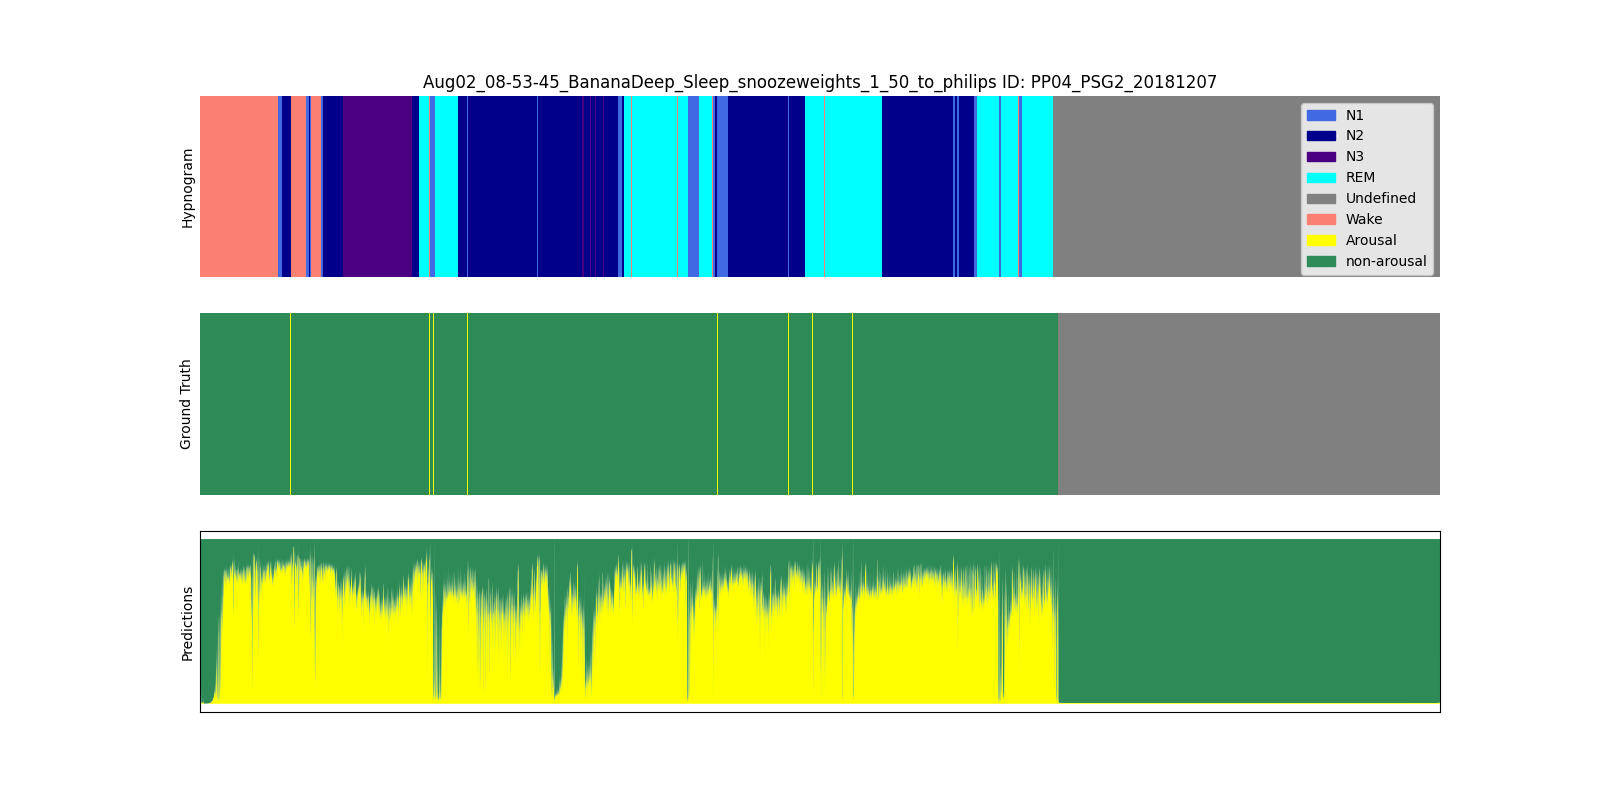 Aug02_08-53-45_BananaDeep_Sleep_snoozeweights_1_50_to_philips ID: PP04_PSG2_20181207
Hypnogram
N1
N2
N3
REM
Undefined
Wake
Arousal
non-arousal
Ground Truth
Predictions